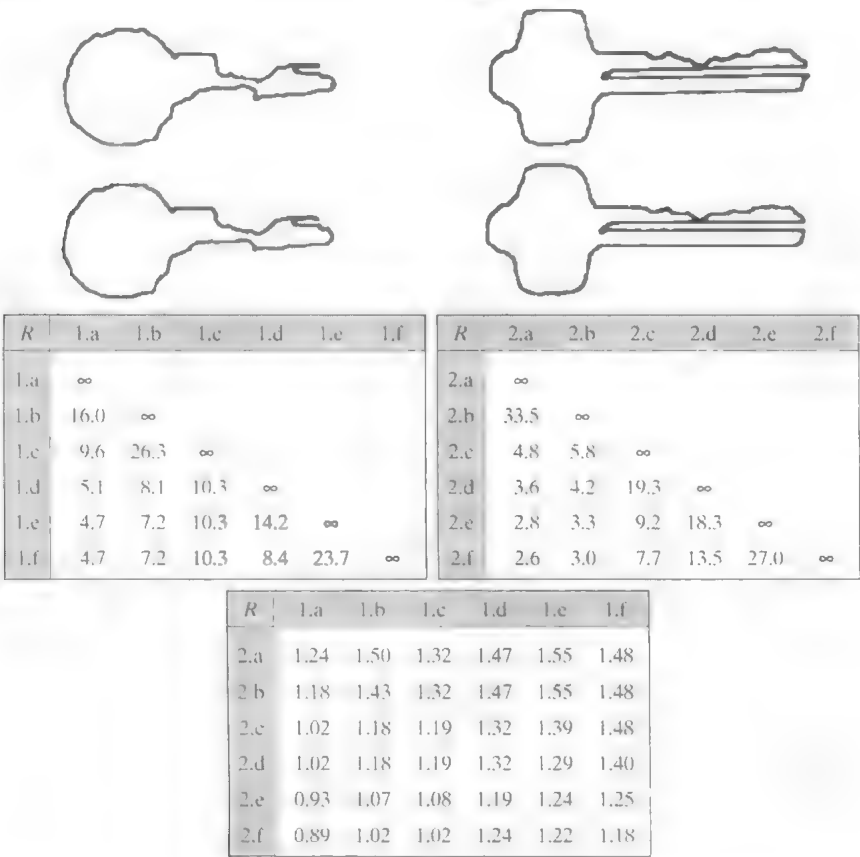 R 1.a 1.b 1.c 1.d 1.e 1.f
1.a ∞
1.b 16.0 ∞
1.c 9.6 26.3 ∞
1.d 5.1 8.1 10.3 ∞
1.e 4.7 7.2 10.3 14.2 ∞
1.f 4.7 7.2 10.3 8.4 23.7 ∞
R 2.a 2.b 2.c 2.d 2.e 2.f
2.a ∞
2.b 33.5 ∞
2.c 4.8 5.8 ∞
2.d 3.6 4.2 19.3 ∞
2.e 2.8 3.3 9.2 18.3 ∞
2.f 2.6 3.0 7.7 13.5 27.0 ∞
R 1.a 1.b 1.c 1.d 1.e 1.f
2.a 1.24 1.50 1.32 1.47 1.55 1.48
2.b 1.18 1.43 1.32 1.47 1.55 1.48
2.c 1.02 1.18 1.19 1.32 1.39 1.48
2.d 1.02 1.18 1.19 1.32 1.29 1.40
2.e 0.93 1.07 1.08 1.19 1.24 1.25
2.f 0.89 1.02 1.02 1.24 1.22 1.18